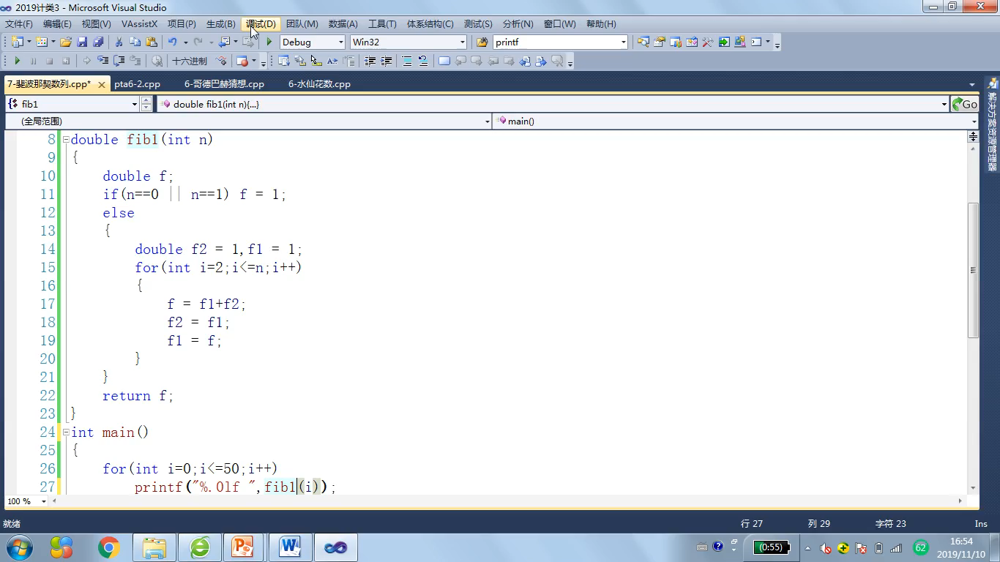 2019计类3 - Microsoft Visual Studio
文件(F) 编辑(E) 视图(V) VAssistX 项目(P) 生成(B) 调试(D) 团队(M) 数据(A) 工具(T) 体系结构(C) 测试(S) 分析(N) 窗口(W) 帮助(H)
Debug Win32 printf
十六进制
7-斐波那契数列.cpp* pta6-2.cpp 6-哥德巴赫猜想.cpp 6-水仙花数.cpp
fib1 double fib1(int n){...} Go
(全局范围) main()
8 double fib1(int n)
9 {
10 double f;
11 if(n==0 || n==1) f = 1;
12 else
13 {
14 double f2 = 1,f1 = 1;
15 for(int i=2;i<=n;i++)
16 {
17 f = f1+f2;
18 f2 = f1;
19 f1 = f;
20 }
21 }
22 return f;
23 }
24 int main()
25 {
26 for(int i=0;i<=50;i++)
27 printf("%.0lf ",fib1(i));
100 %
解决方案资源管理器
就绪 行 27 列 29 字符 23 Ins
(0:55) 62 16:54
2019/11/10